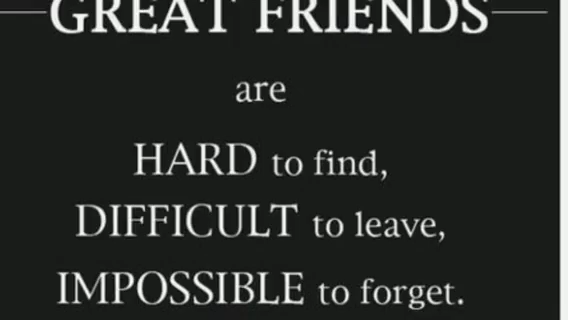 GREAT FRIENDS
are
HARD to find,
DIFFICULT to leave,
IMPOSSIBLE to forget.